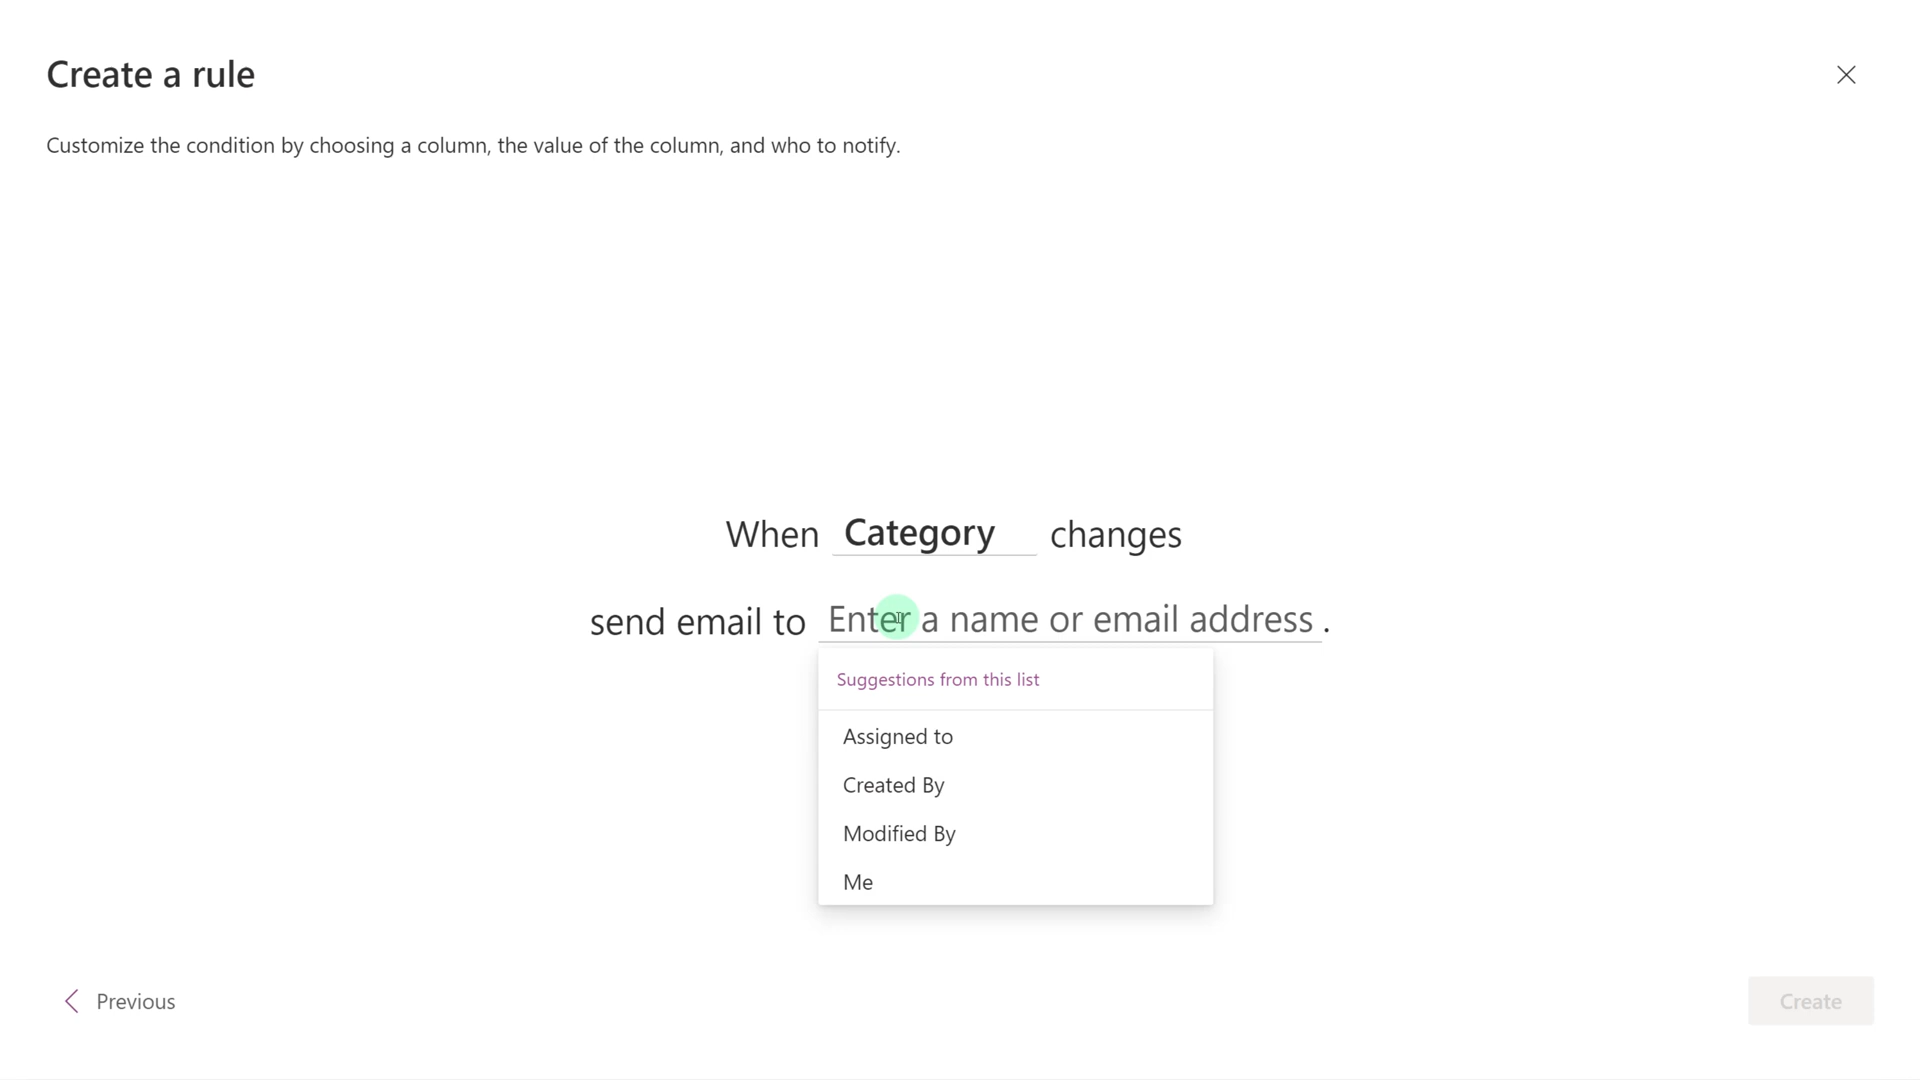 Create a rule
Customize the condition by choosing a column, the value of the column, and who to notify.
When Category changes
send email to Enter a name or email address .
Suggestions from this list
Assigned to
Created By
Modified By
Me
Previous
Create